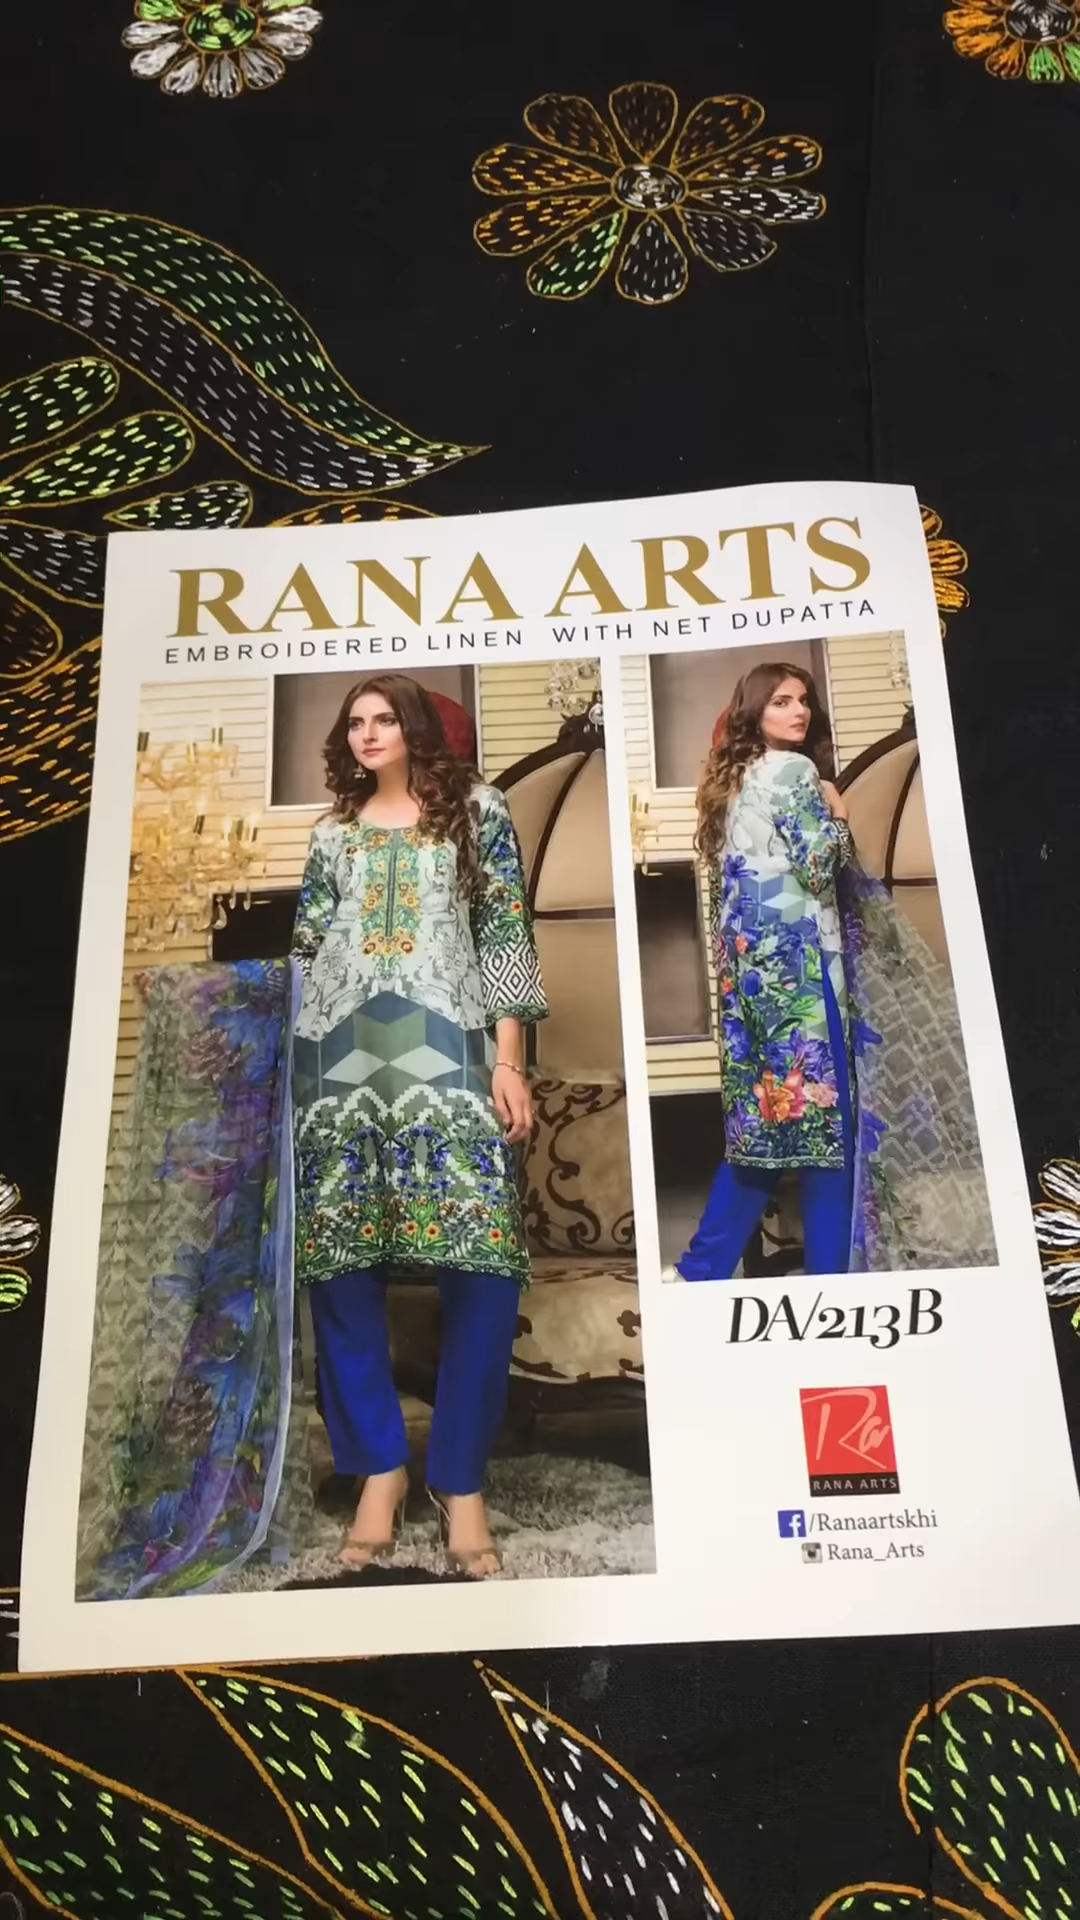 RANA ARTS
EMBROIDERED LINEN WITH NET DUPATTA
DA/213B
Ra
RANA ARTS
f/Ranaartskhi
Rana_Arts